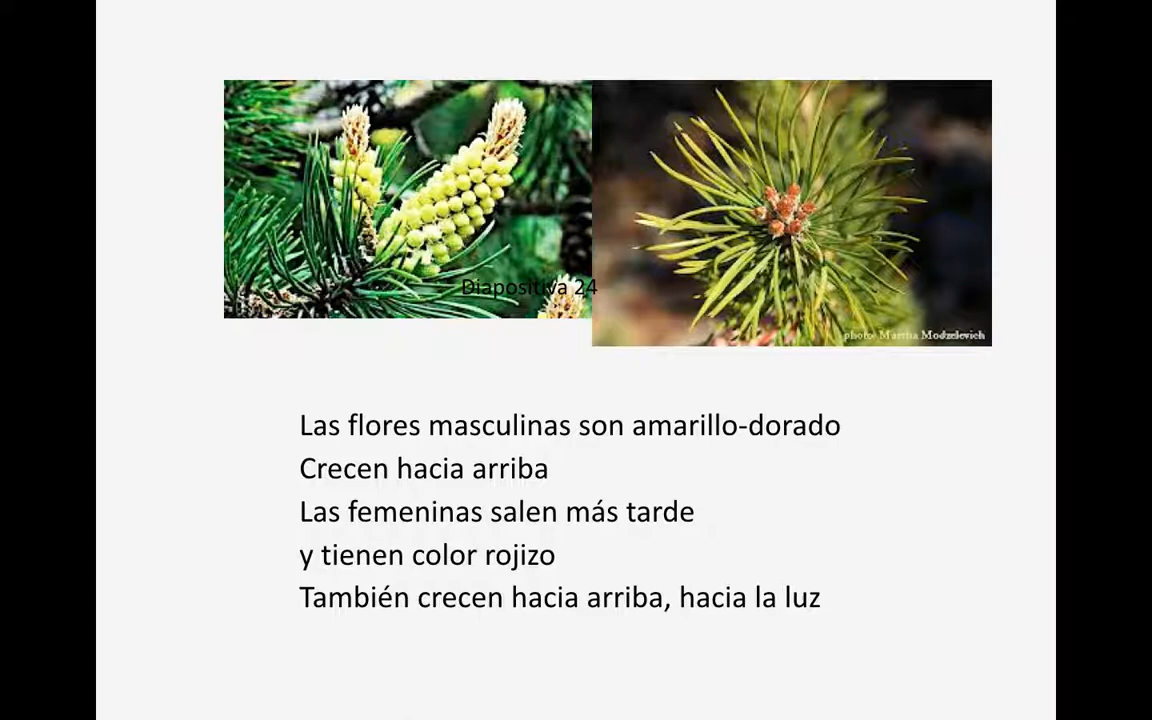 Diapositiva 24
photo: Martha Modzelevich
Las flores masculinas son amarillo-dorado
Crecen hacia arriba
Las femeninas salen más tarde
y tienen color rojizo
También crecen hacia arriba, hacia la luz